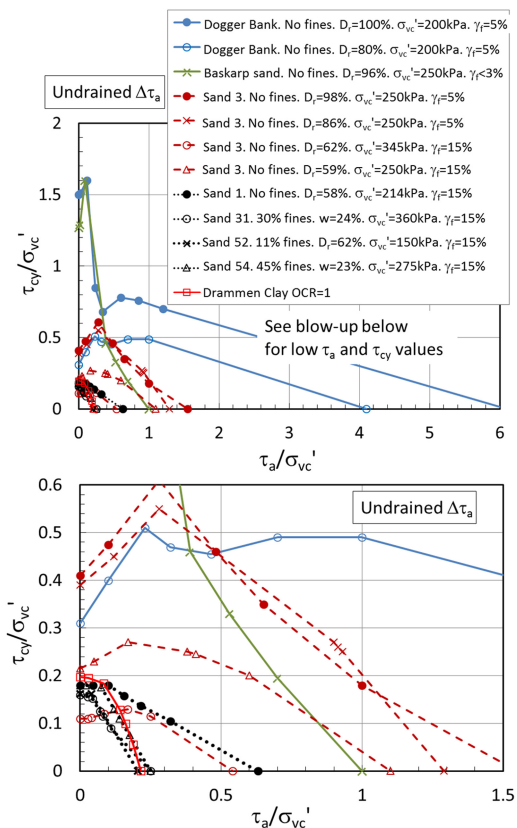 Dogger Bank. No fines. Dr=100%. σvc'=200kPa. γf=5%
Dogger Bank. No fines. Dr=80%. σvc'=200kPa. γf=5%
Baskarp sand. No fines. Dr=96%. σvc'=250kPa. γf<3%
Undrained Δτa
Sand 3. No fines. Dr=98%. σvc'=250kPa. γf=5%
Sand 3. No fines. Dr=86%. σvc'=250kPa. γf=5%
Sand 3. No fines. Dr=62%. σvc'=345kPa. γf=15%
Sand 3. No fines. Dr=59%. σvc'=250kPa. γf=15%
Sand 1. No fines. Dr=58%. σvc'=214kPa. γf=15%
Sand 31. 30% fines. w=24%. σvc'=360kPa. γf=15%
Sand 52. 11% fines. Dr=62%. σvc'=150kPa. γf=15%
Sand 54. 45% fines. w=23%. σvc'=275kPa. γf=15%
Drammen Clay OCR=1
2
1.5
1
0.5
0
τcy/σvc'
See blow-up below
for low τa and τcy
values
0 1 2 3 4 5 6
τa/σvc'
Undrained Δτa
0.6
0.5
0.4
0.3
0.2
0.1
0
τcy/σvc'
0 0.5 1 1.5
τa/σvc'